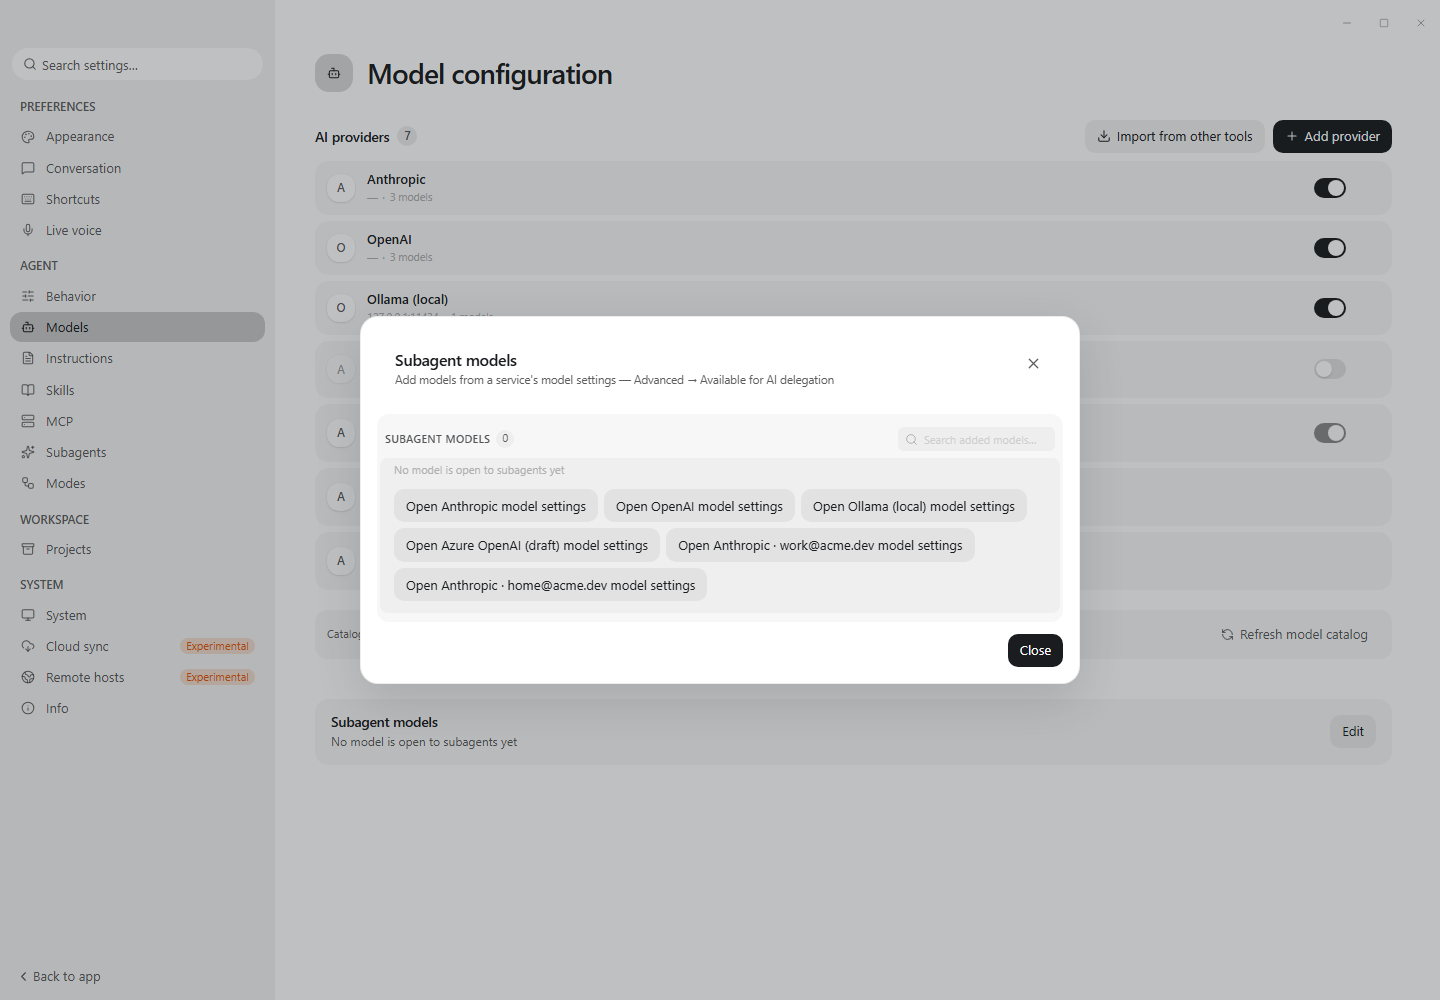 Search settings...
PREFERENCES
Appearance
Conversation
Shortcuts
Live voice
AGENT
Behavior
Models
Instructions
Skills
MCP
Subagents
Modes
WORKSPACE
Projects
SYSTEM
System
Cloud sync Experimental
Remote hosts Experimental
Info
Back to app
Model configuration
AI providers 7
Import from other tools
Add provider
A Anthropic
— · 3 models
O OpenAI
— · 3 models
O Ollama (local)
A
A
A
A
Subagent models
Add models from a service's model settings — Advanced → Available for AI delegation
SUBAGENT MODELS 0
Search added models...
No model is open to subagents yet
Open Anthropic model settings
Open OpenAI model settings
Open Ollama (local) model settings
Open Azure OpenAI (draft) model settings
Open Anthropic · work@acme.dev model settings
Open Anthropic · home@acme.dev model settings
Close
Refresh model catalog
Subagent models
No model is open to subagents yet
Edit